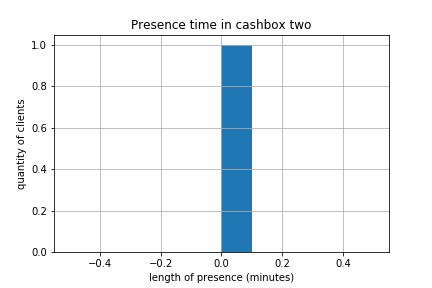 Presence time in cashbox two
1.0
0.8
0.6
0.4
0.2
0.0
quantity of clients
−0.4 −0.2 0.0 0.2 0.4
length of presence (minutes)